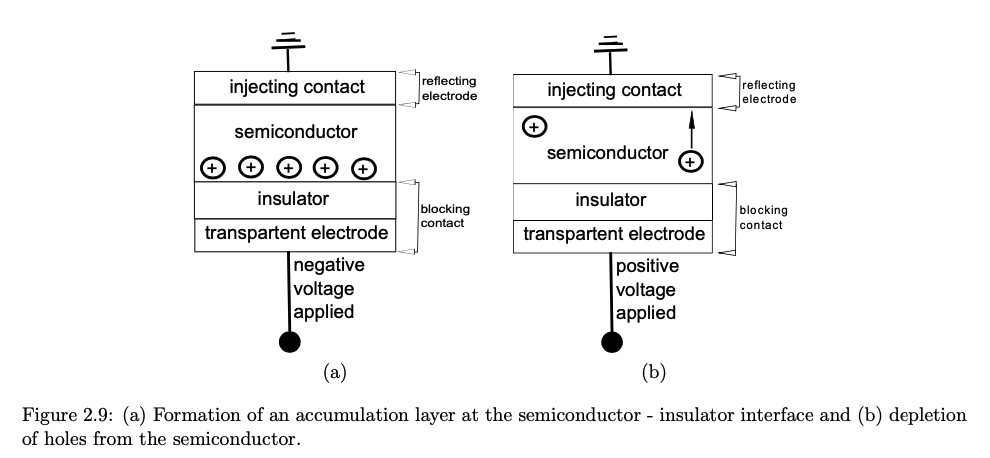 injecting contact
reflecting
electrode
semiconductor
+ + + + +
insulator
blocking
contact
transpartent electrode
negative
voltage
applied
(a)
injecting contact
reflecting
electrode
+
semiconductor +
insulator
blocking
contact
transpartent electrode
positive
voltage
applied
(b)
Figure 2.9: (a) Formation of an accumulation layer at the semiconductor - insulator interface and (b) depletion
of holes from the semiconductor.